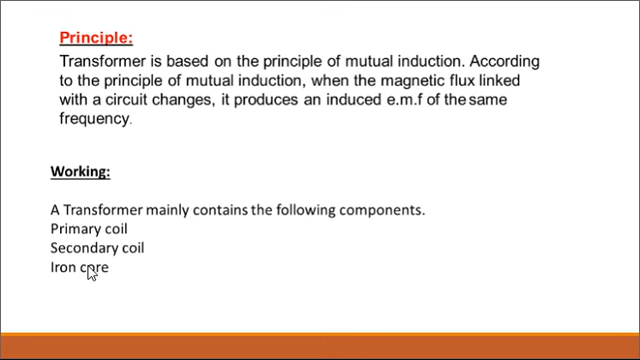 Principle:
Transformer is based on the principle of mutual induction. According
to the principle of mutual induction, when the magnetic flux linked
with a circuit changes, it produces an induced e.m.f of the same
frequency.
Working:
A Transformer mainly contains the following components.
Primary coil
Secondary coil
Iron core